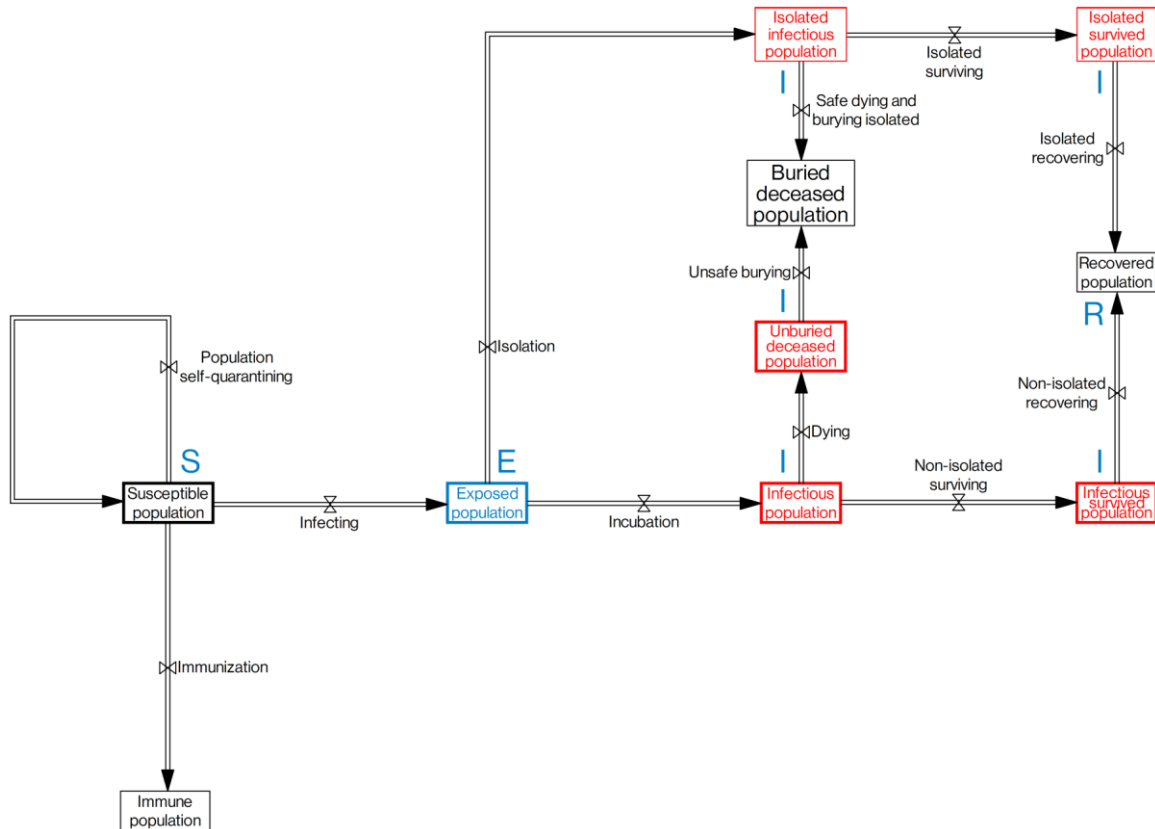 Isolated
infectious
population
Isolated
surviving
Isolated
survived
population
I
I
Safe dying and
burying isolated
Isolated
recovering
Buried
deceased
population
Unsafe burying
Recovered
population
I
R
Unburied
deceased
population
Isolation
Population
self-quarantining
Non-isolated
recovering
Dying
S
E
I
Non-isolated
surviving
I
Susceptible
population
Infecting
Exposed
population
Incubation
Infectious
population
Infectious
survived
population
Immunization
Immune
population